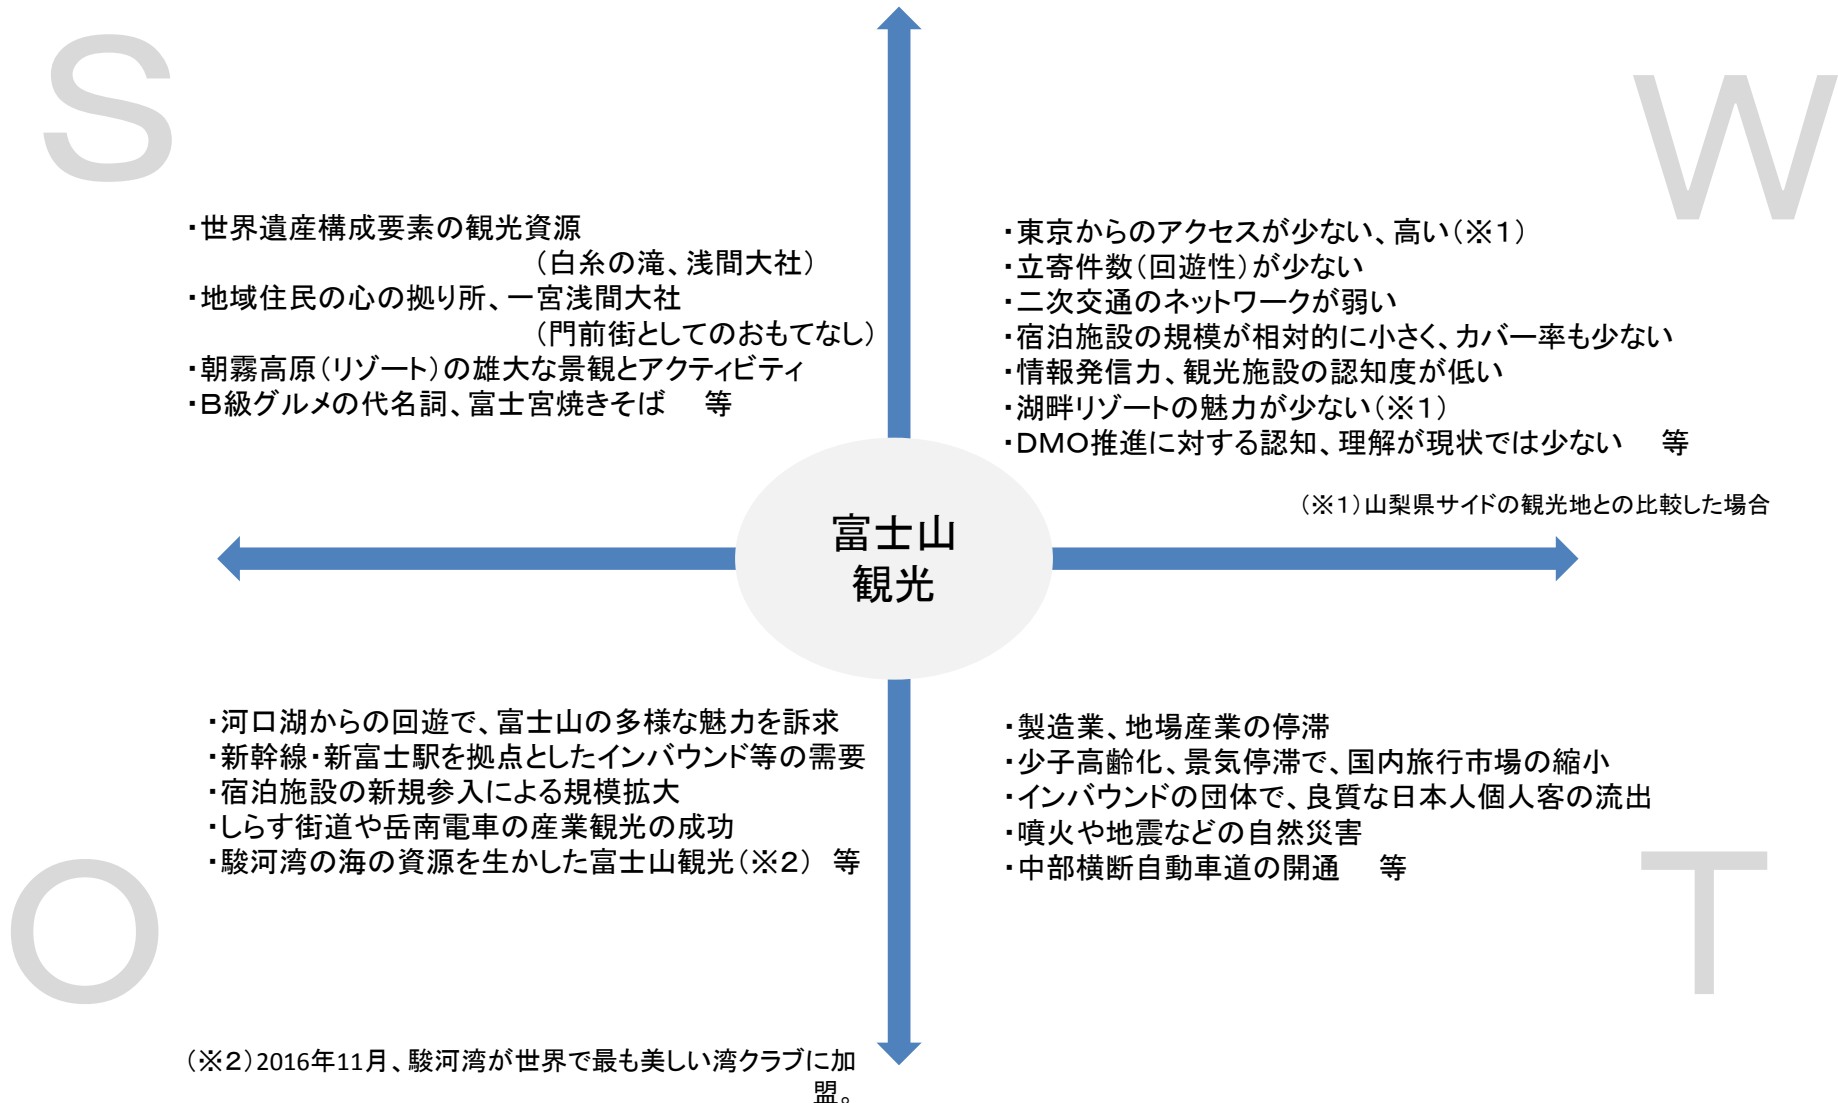 S
・世界遺産構成要素の観光資源
（白糸の滝、浅間大社）
・地域住民の心の拠り所、一宮浅間大社
（門前街としてのおもてなし）
・朝霧高原（リゾート）の雄大な景観とアクティビティ
・B級グルメの代名詞、富士宮焼きそば　等
W
・東京からのアクセスが少ない、高い（※１）
・立寄件数（回遊性）が少ない
・二次交通のネットワークが弱い
・宿泊施設の規模が相対的に小さく、カバー率も少ない
・情報発信力、観光施設の認知度が低い
・湖畔リゾートの魅力が少ない（※１）
・DMO推進に対する認知、理解が現状では少ない　等
（※１）山梨県サイドの観光地との比較した場合
富士山
観光
・河口湖からの回遊で、富士山の多様な魅力を訴求
・新幹線・新富士駅を拠点としたインバウンド等の需要
・宿泊施設の新規参入による規模拡大
・しらす街道や岳南電車の産業観光の成功
・駿河湾の海の資源を生かした富士山観光（※２）　等
O
（※２）2016年11月、駿河湾が世界で最も美しい湾クラブに加
盟。
・製造業、地場産業の停滞
・少子高齢化、景気停滞で、国内旅行市場の縮小
・インバウンドの団体で、良質な日本人個人客の流出
・噴火や地震などの自然災害
・中部横断自動車道の開通　等
T